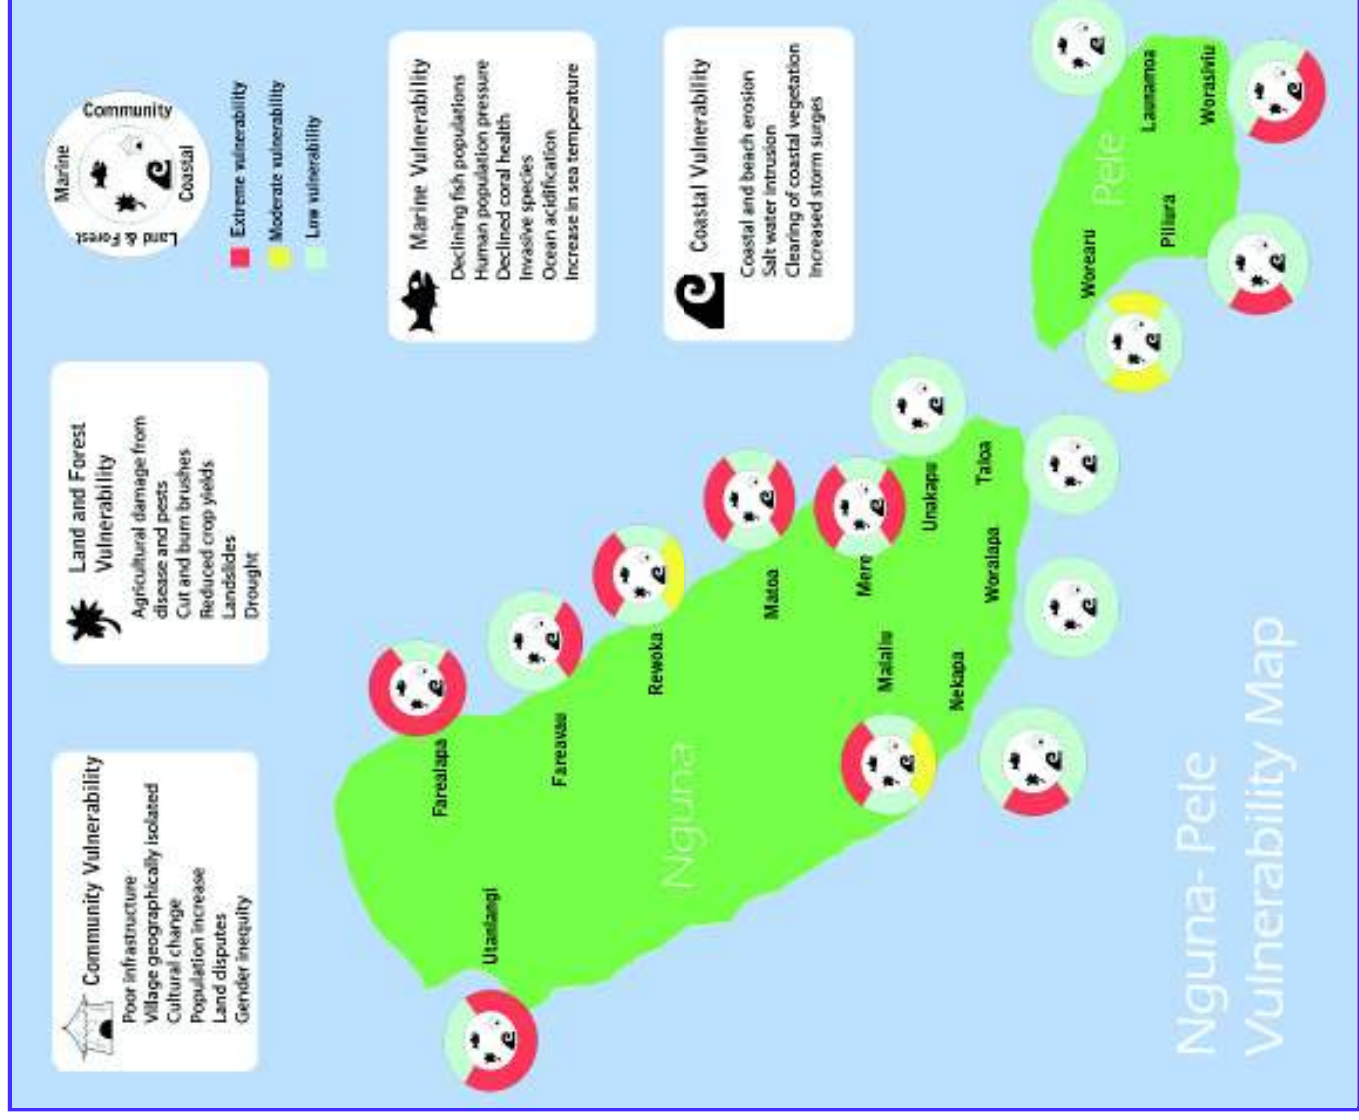 Community Vulnerability
Poor infrastructure
Village geographically isolated
Cultural change
Population increase
Land disputes
Gender inequity
Land and Forest
Vulnerability
Agricultural damage from
disease and pests
Cut and burn brushes
Reduced crop yields
Landslides
Drought
Marine
Community
Coastal
Land & Forest
Extreme vulnerability
Moderate vulnerability
Low vulnerability
Marine Vulnerability
Declining fish populations
Human population pressure
Declined coral health
Invasive species
Ocean acidification
Increase in sea temperature
Coastal Vulnerability
Coastal and beach erosion
Salt water intrusion
Clearing of coastal vegetation
Increased storm surges
Utanlangi
Farealapa
Fareavau
Rewoka
Nguna
Matoa
Mere
Malaliu
Unakapu
Nekapa
Taloa
Woralapa
Worearu
Pele
Launamoa
Piliura
Worasiviu
Nguna-Pele
Vulnerability Map